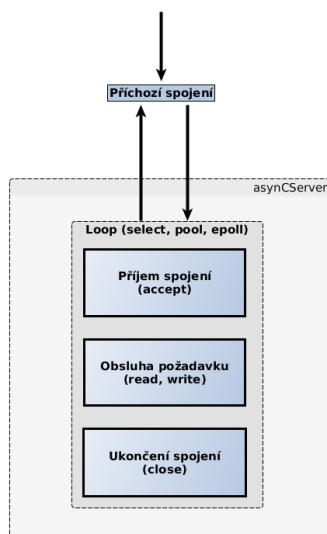 Příchozí spojení
asynCServer
Loop (select, pool, epoll)
Příjem spojení
(accept)
Obsluha požadavku
(read, write)
Ukončení spojení
(close)